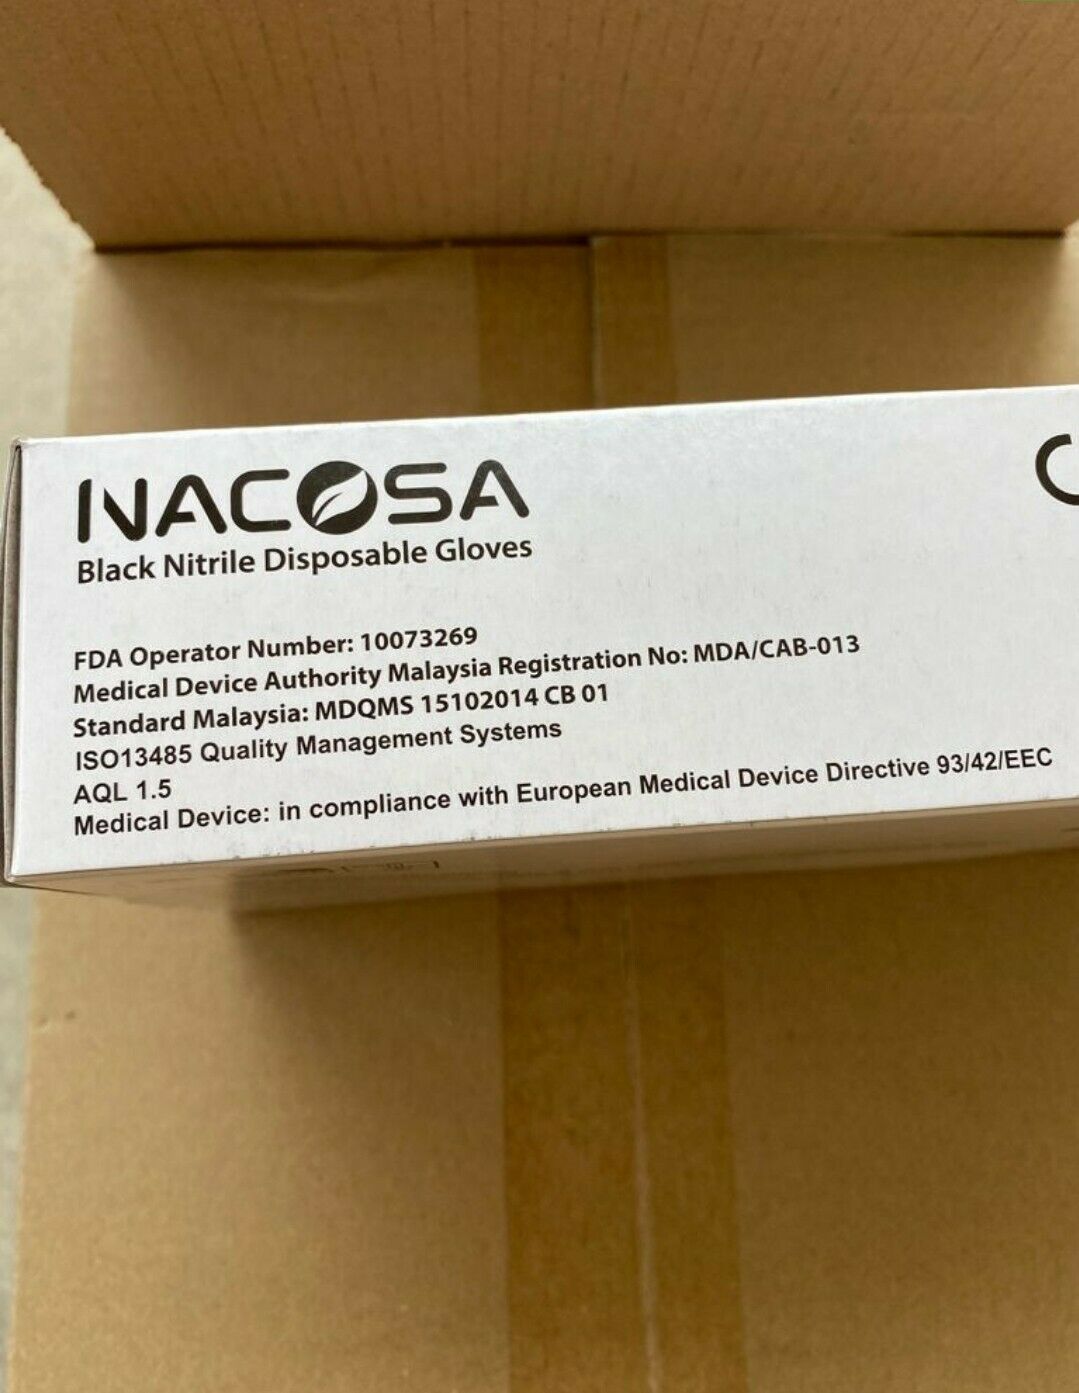 NACOSA
Black Nitrile Disposable Gloves
FDA Operator Number: 10073269
Medical Device Authority Malaysia Registration No: MDA/CAB-013
Standard Malaysia: MDQMS 15102014 CB 01
ISO13485 Quality Management Systems
AQL 1.5
Medical Device: in compliance with European Medical Device Directive 93/42/EEC